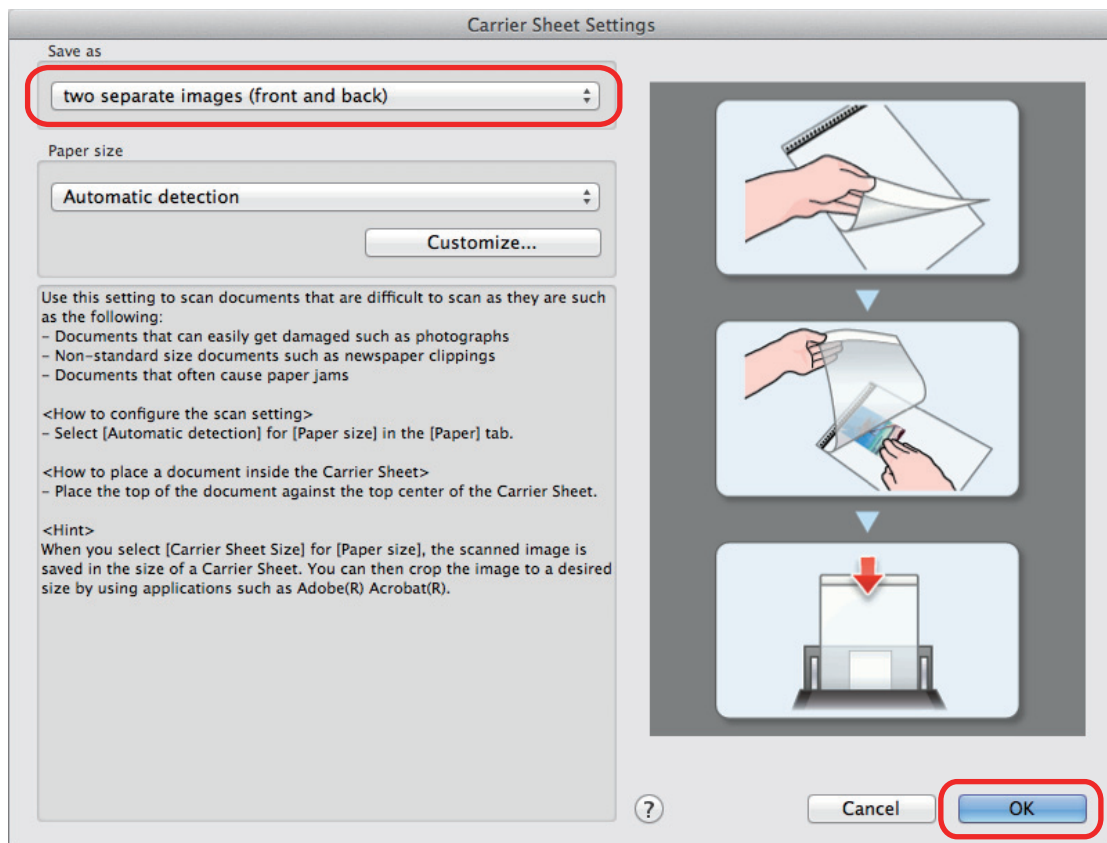 Carrier Sheet Settings
Save as
two separate images (front and back)
Paper size
Automatic detection
Customize...
Use this setting to scan documents that are difficult to scan as they are such
as the following:
– Documents that can easily get damaged such as photographs
– Non-standard size documents such as newspaper clippings
– Documents that often cause paper jams
<How to configure the scan setting>
– Select [Automatic detection] for [Paper size] in the [Paper] tab.
<How to place a document inside the Carrier Sheet>
– Place the top of the document against the top center of the Carrier Sheet.
<Hint>
When you select [Carrier Sheet Size] for [Paper size], the scanned image is
saved in the size of a Carrier Sheet. You can then crop the image to a desired
size by using applications such as Adobe(R) Acrobat(R).
?
Cancel
OK